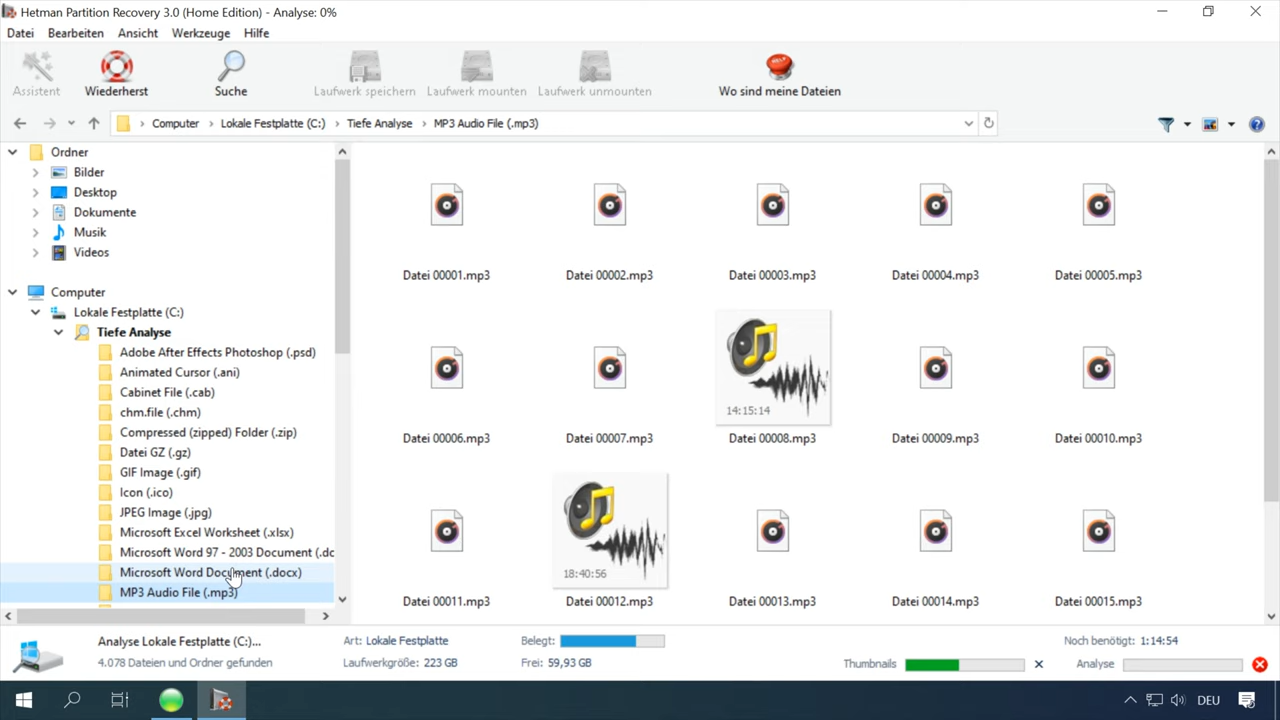 Hetman Partition Recovery 3.0 (Home Edition) - Analyse: 0%
Datei Bearbeiten Ansicht Werkzeuge Hilfe
Assistent Wiederherst Suche Laufwerk speichern Laufwerk mounten Laufwerk unmounten Wo sind meine Dateien
Computer Lokale Festplatte (C:) Tiefe Analyse MP3 Audio File (.mp3)
Ordner
Bilder
Desktop
Dokumente
Musik
Videos
Computer
Lokale Festplatte (C:)
Tiefe Analyse
Adobe After Effects Photoshop (.psd)
Animated Cursor (.ani)
Cabinet File (.cab)
chm.file (.chm)
Compressed (zipped) Folder (.zip)
Datei GZ (.gz)
GIF Image (.gif)
Icon (.ico)
JPEG Image (.jpg)
Microsoft Excel Worksheet (.xlsx)
Microsoft Word 97 - 2003 Document (.dc
Microsoft Word Document (.docx)
MP3 Audio File (.mp3)
Datei 00001.mp3 Datei 00002.mp3 Datei 00003.mp3 Datei 00004.mp3 Datei 00005.mp3
14:15:14
Datei 00006.mp3 Datei 00007.mp3 Datei 00008.mp3 Datei 00009.mp3 Datei 00010.mp3
18:40:56
Datei 00011.mp3 Datei 00012.mp3 Datei 00013.mp3 Datei 00014.mp3 Datei 00015.mp3
Analyse Lokale Festplatte (C:)... Art: Lokale Festplatte Belegt: Noch benötigt: 1:14:54
4.078 Dateien und Ordner gefunden Laufwerkgröße: 223 GB Frei: 59,93 GB Thumbnails Analyse
DEU